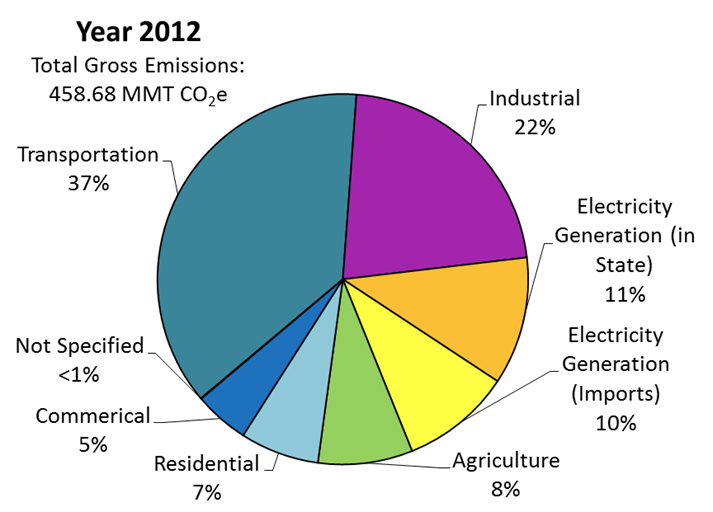 Year 2012
Total Gross Emissions:
458.68 MMT CO₂e
Industrial
22%
Electricity
Generation (in
State)
11%
Electricity
Generation
(Imports)
10%
Agriculture
8%
Residential
7%
Commerical
5%
Not Specified
<1%
Transportation
37%